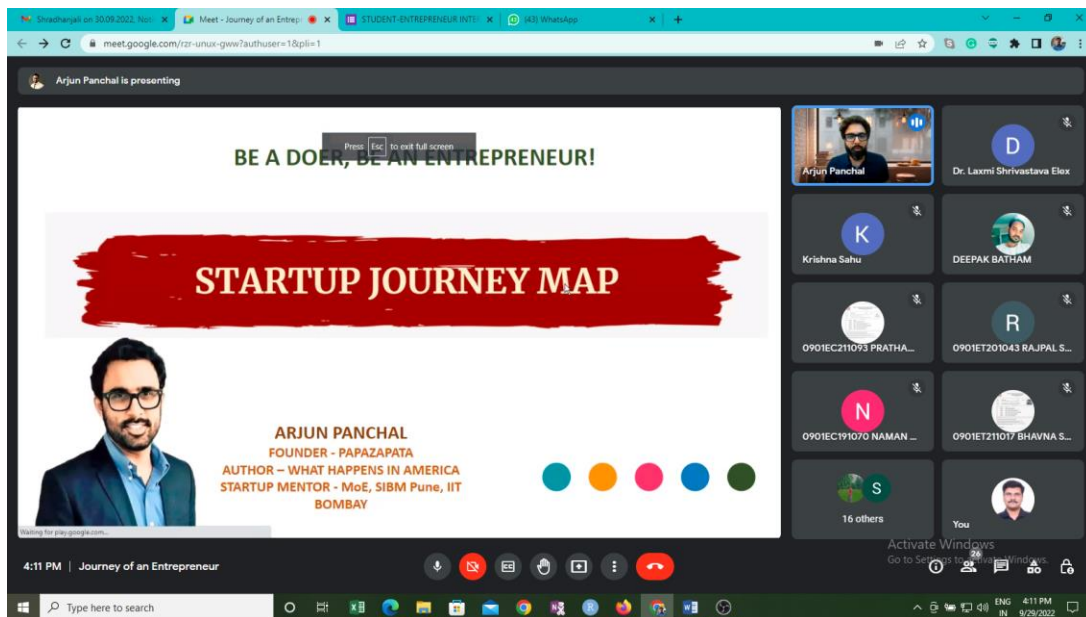 Shradhanjali on 30.09.2022, Not
Meet - Journey of an Entrep
STUDENT-ENTREPRENEUR INTE
(43) WhatsApp
meet.google.com/rzr-unux-gww?authuser=1&pli=1
Arjun Panchal is presenting
Press Esc to exit full screen
BE A DOER, BE AN ENTREPRENEUR!
STARTUP JOURNEY MAP
ARJUN PANCHAL
FOUNDER - PAPAZAPATA
AUTHOR – WHAT HAPPENS IN AMERICA
STARTUP MENTOR - MoE, SIBM Pune, IIT
BOMBAY
Waiting for play.google.com...
Arjun Panchal
D
Dr. Laxmi Shrivastava Elex
K
Krishna Sahu
DEEPAK BATHAM
0901EC211093 PRATHA...
R
0901ET201043 RAJPAL S...
N
0901EC191070 NAMAN ...
0901ET211017 BHAVNA S...
S
16 others
You
Activate Windows
Go to Settings to activate Windows.
4:11 PM | Journey of an Entrepreneur
CC
26
Type here to search
ENG
IN
4:11 PM
9/29/2022